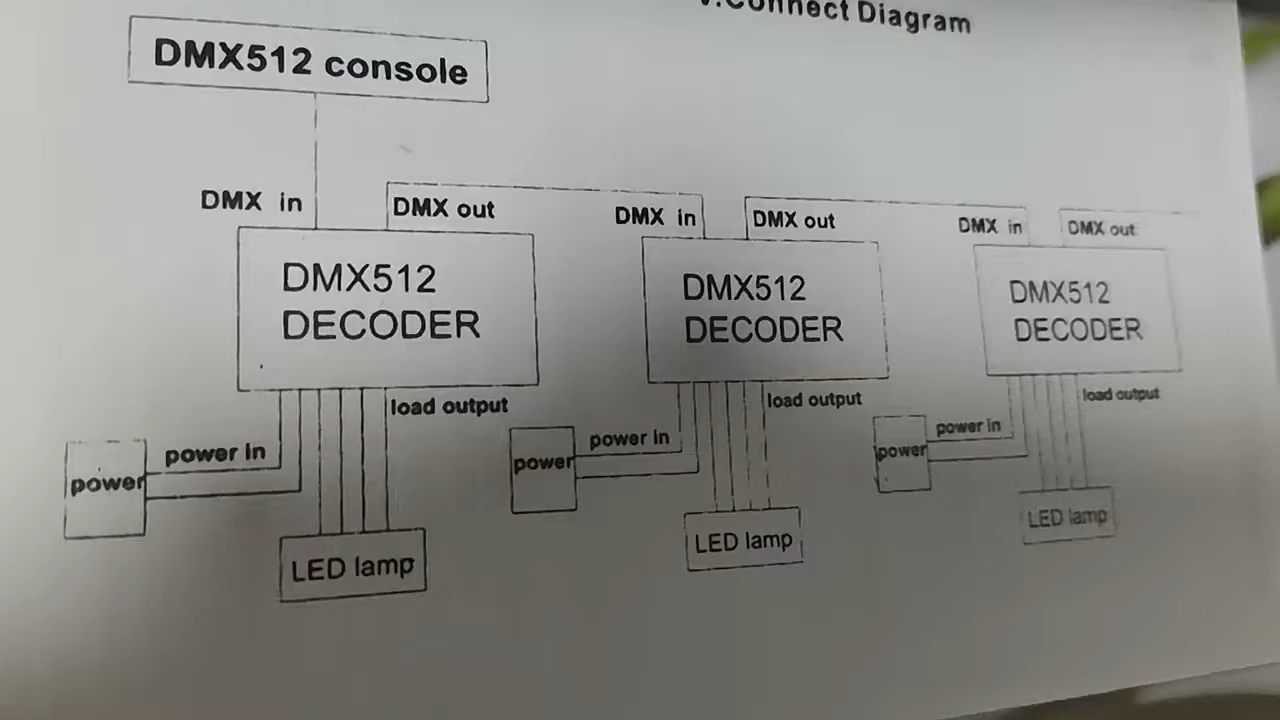 V.Connect Diagram
DMX512 console
DMX in
DMX out
DMX in
DMX out
DMX in
DMX out
DMX512
DECODER
DMX512
DECODER
DMX512
DECODER
load output
load output
load output
power in
power in
power in
power
power
power
LED lamp
LED lamp
LED lamp